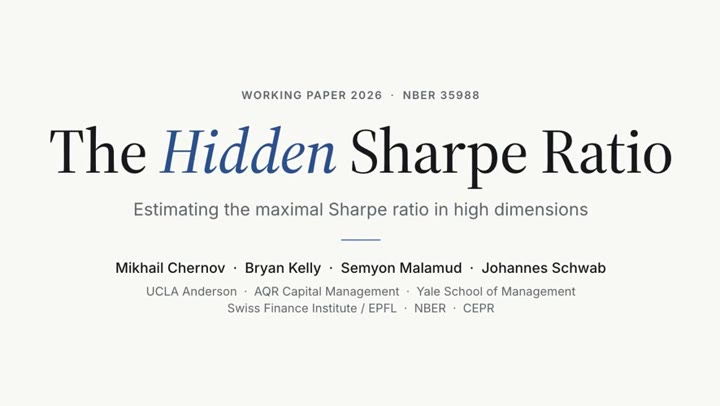 WORKING PAPER 2026 · NBER 35988
The Hidden Sharpe Ratio
Estimating the maximal Sharpe ratio in high dimensions
Mikhail Chernov · Bryan Kelly · Semyon Malamud · Johannes Schwab
UCLA Anderson · AQR Capital Management · Yale School of Management
Swiss Finance Institute / EPFL · NBER · CEPR